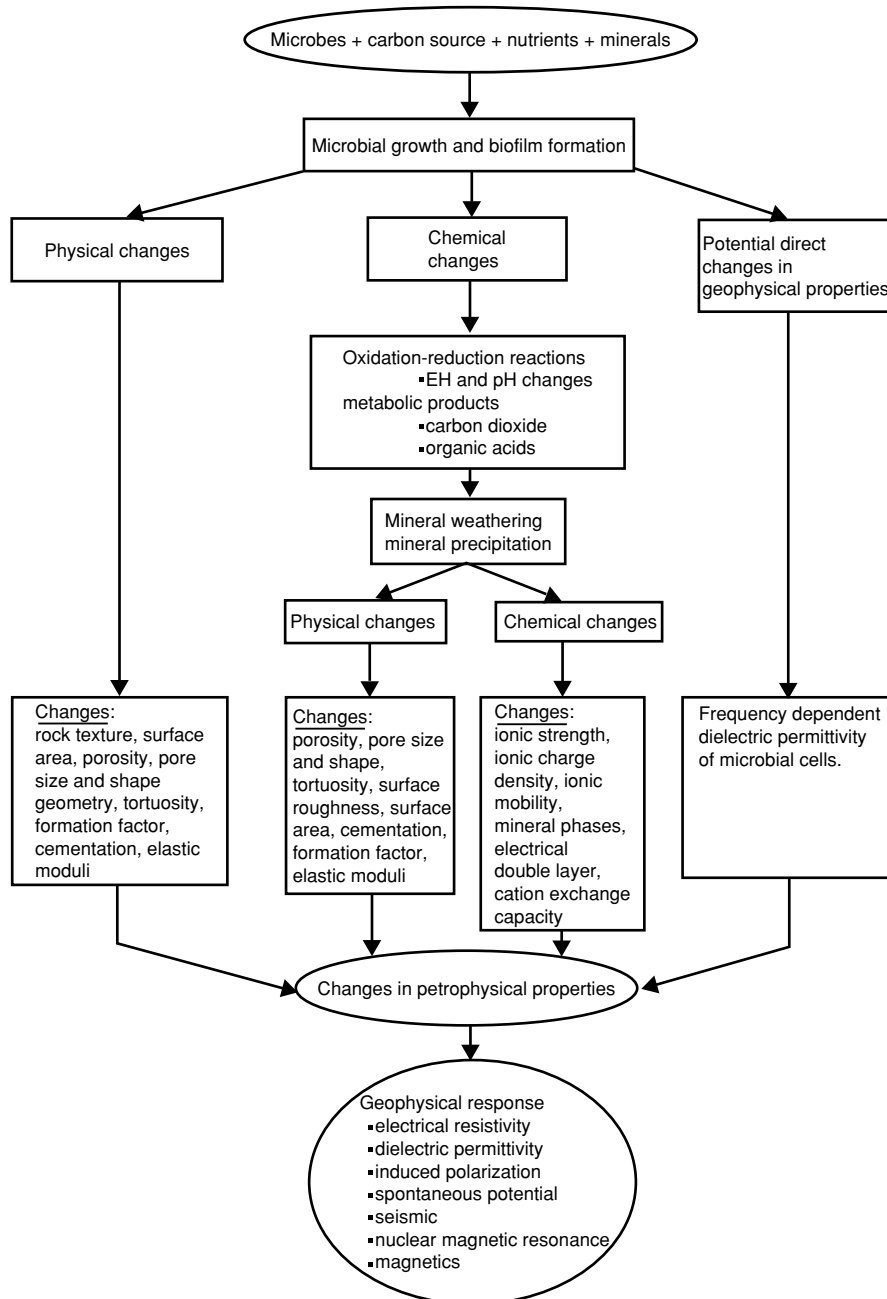 Microbes + carbon source + nutrients + minerals
Microbial growth and biofilm formation
Physical changes
Chemical
changes
Potential direct
changes in
geophysical properties
Oxidation-reduction reactions
▪EH and pH changes
metabolic products
▪carbon dioxide
▪organic acids
Mineral weathering
mineral precipitation
Physical changes
Chemical changes
Changes:
rock texture, surface
area, porosity, pore
size and shape
geometry, tortuosity,
formation factor,
cementation, elastic
moduli
Changes:
porosity, pore size
and shape,
tortuosity, surface
roughness, surface
area, cementation,
formation factor,
elastic moduli
Changes:
ionic strength,
ionic charge
density, ionic
mobility,
mineral phases,
electrical
double layer,
cation exchange
capacity
Frequency dependent
dielectric permittivity
of microbial cells.
Changes in petrophysical properties
Geophysical response
▪electrical resistivity
▪dielectric permittivity
▪induced polarization
▪spontaneous potential
▪seismic
▪nuclear magnetic resonance
▪magnetics